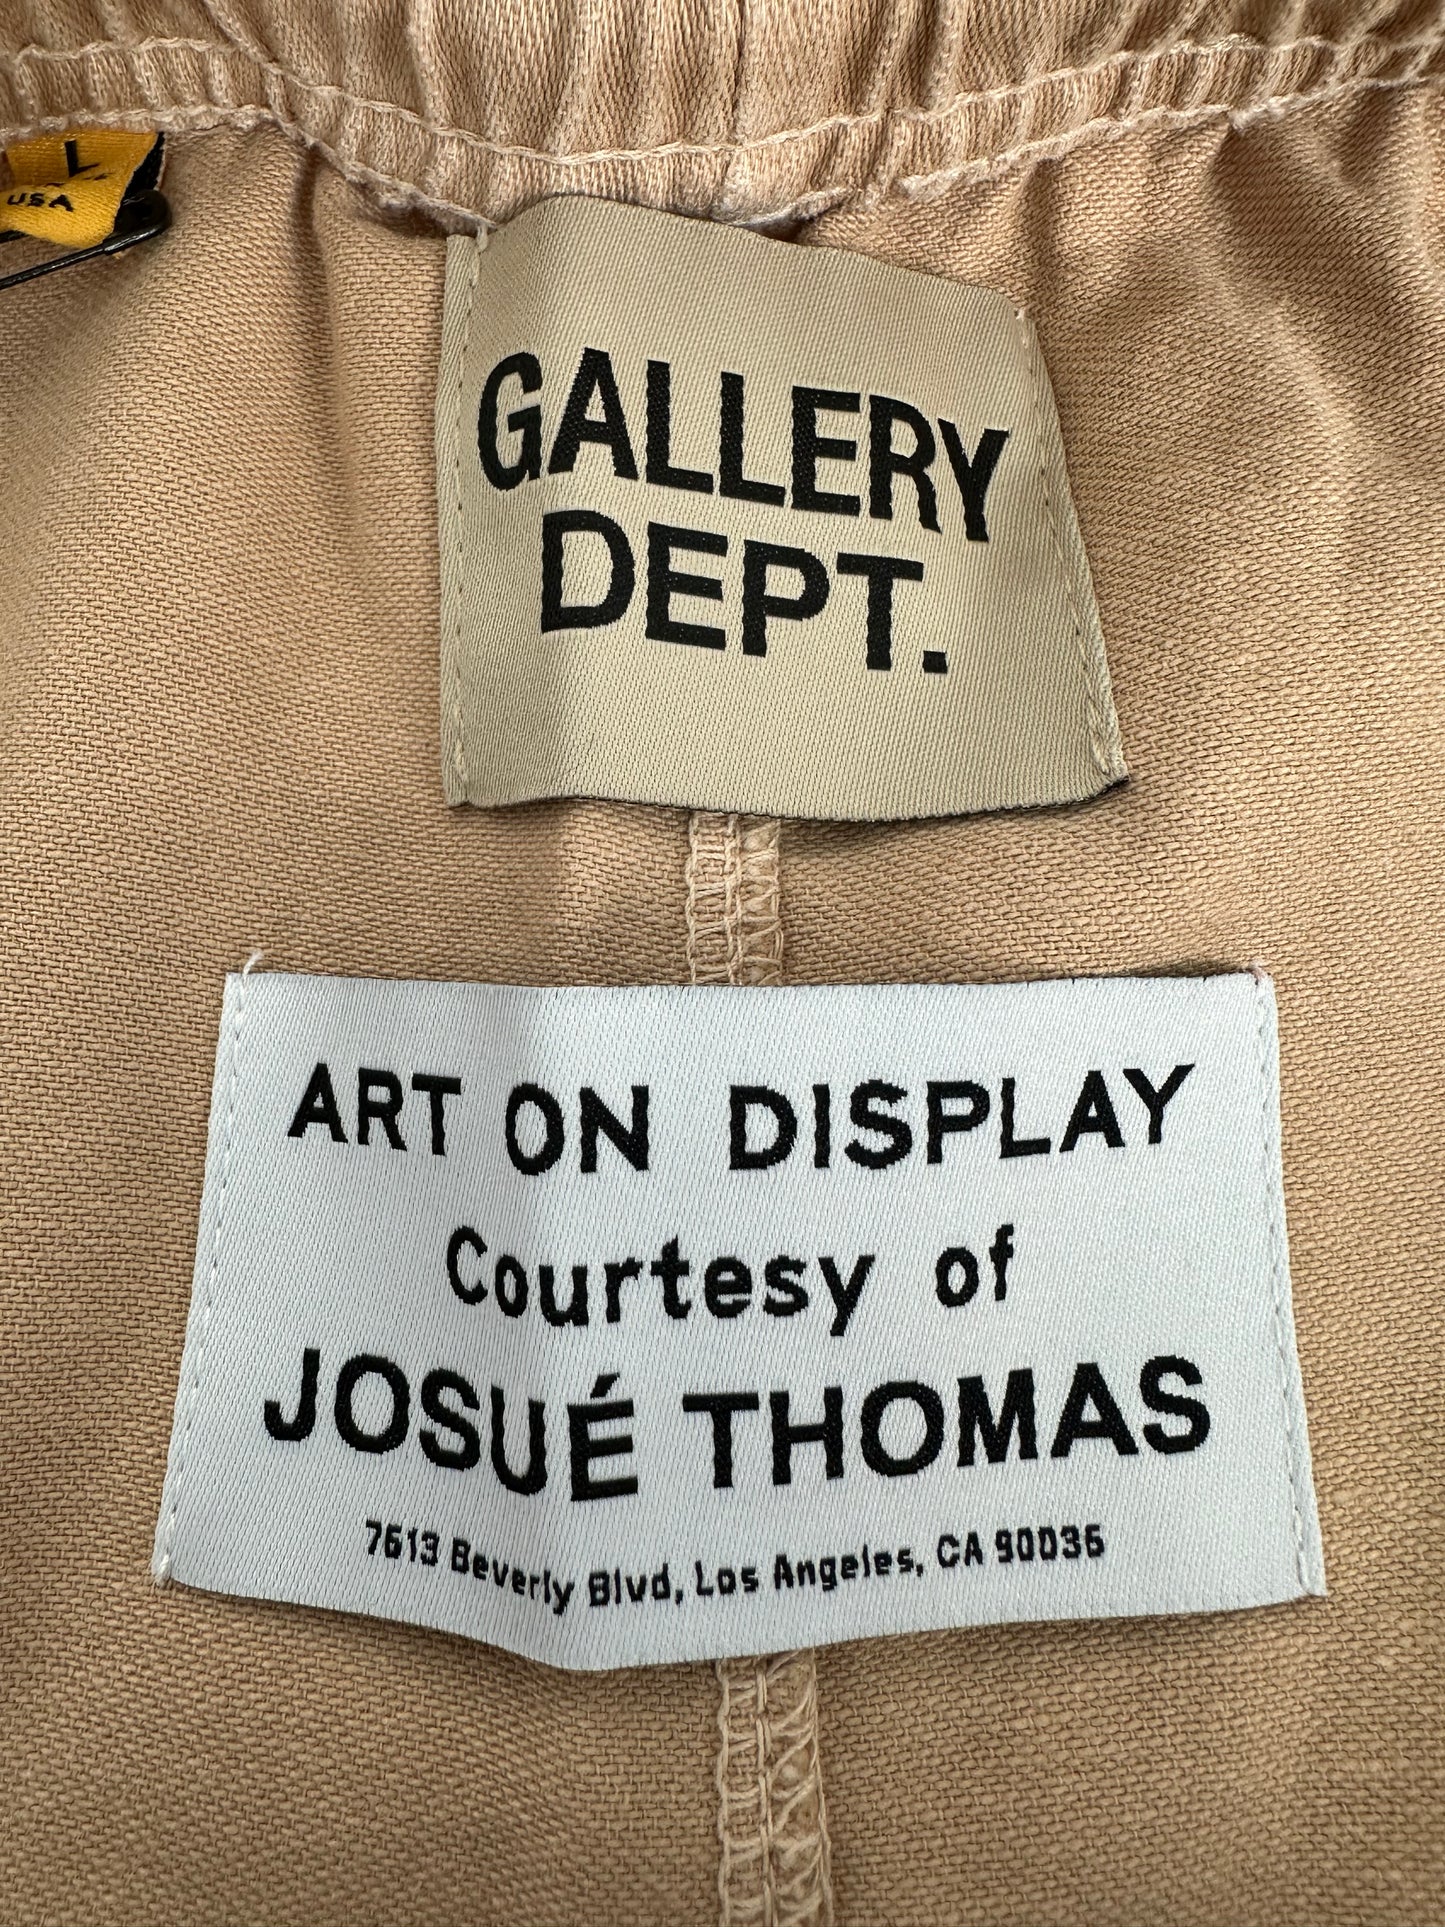 L
USA
GALLERY
DEPT.
ART ON DISPLAY
Courtesy of
JOSUÉ THOMAS
7613 Beverly Blvd, Los Angeles, CA 90036